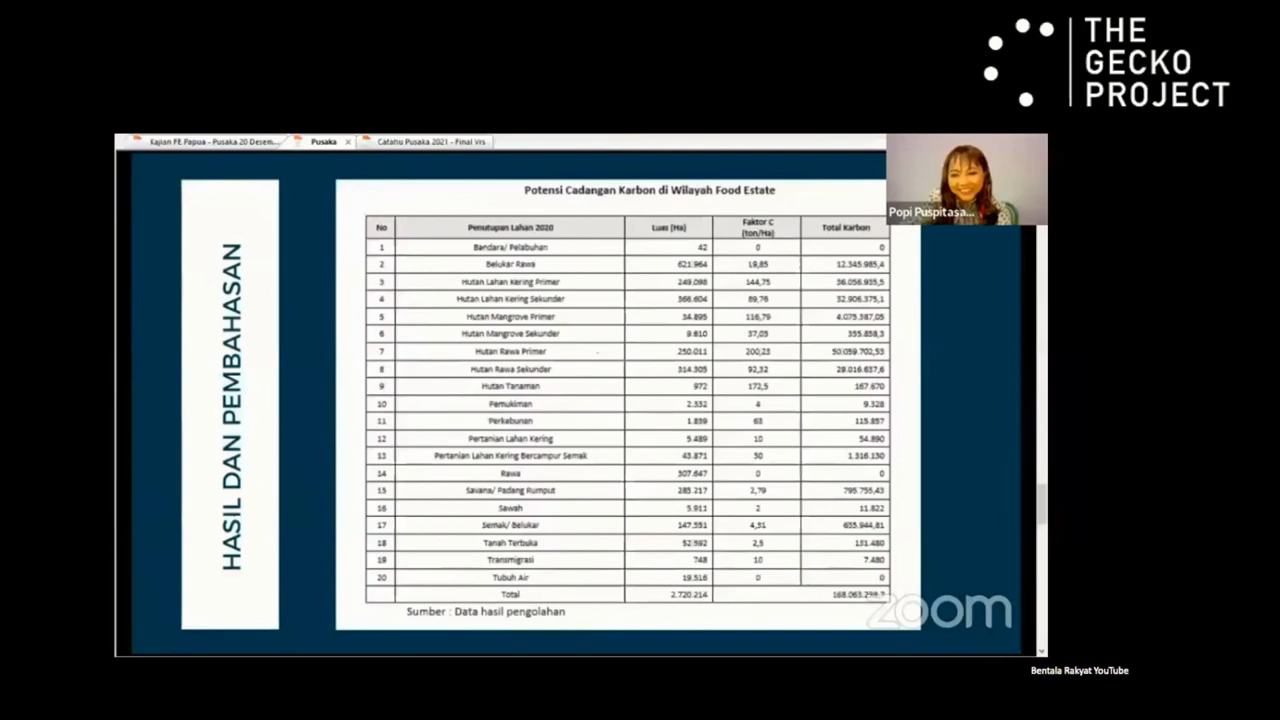 THE
GECKO
PROJECT
Kajian FE Papua - Pusaka 20 Desem...
Pusaka
Catahu Pusaka 2021 - Final Vrs
Popi Puspitasa...
HASIL DAN PEMBAHASAN
Potensi Cadangan Karbon di Wilayah Food Estate
No Penutupan Lahan 2020 Luas (Ha) Faktor C (ton/Ha) Total Karbon
1 Bandara/ Pelabuhan 42 0 0
2 Belukar Rawa 621.964 19,85 12.345.985,4
3 Hutan Lahan Kering Primer 249.098 144,75 36.056.935,5
4 Hutan Lahan Kering Sekunder 366.604 89,76 32.906.375,1
5 Hutan Mangrove Primer 34.895 116,79 4.075.387,05
6 Hutan Mangrove Sekunder 9.610 37,03 355.858,3
7 Hutan Rawa Primer 250.011 200,23 50.059.702,53
8 Hutan Rawa Sekunder 314.305 92,32 29.016.637,6
9 Hutan Tanaman 972 172,5 167.670
10 Pemukiman 2.332 4 9.328
11 Perkebunan 1.839 63 115.857
12 Pertanian Lahan Kering 5.489 10 54.890
13 Pertanian Lahan Kering Bercampur Semak 43.871 30 1.316.130
14 Rawa 307.647 0 0
15 Savana/ Padang Rumput 285.217 2,79 795.755,43
16 Sawah 5.911 2 11.822
17 Semak/ Belukar 147.551 4,31 635.944,81
18 Tanah Terbuka 52.592 2,5 131.480
19 Transmigrasi 748 10 7.480
20 Tubuh Air 19.516 0 0
Total 2.720.214
Sumber : Data hasil pengolahan
zoom
Bentala Rakyat YouTube